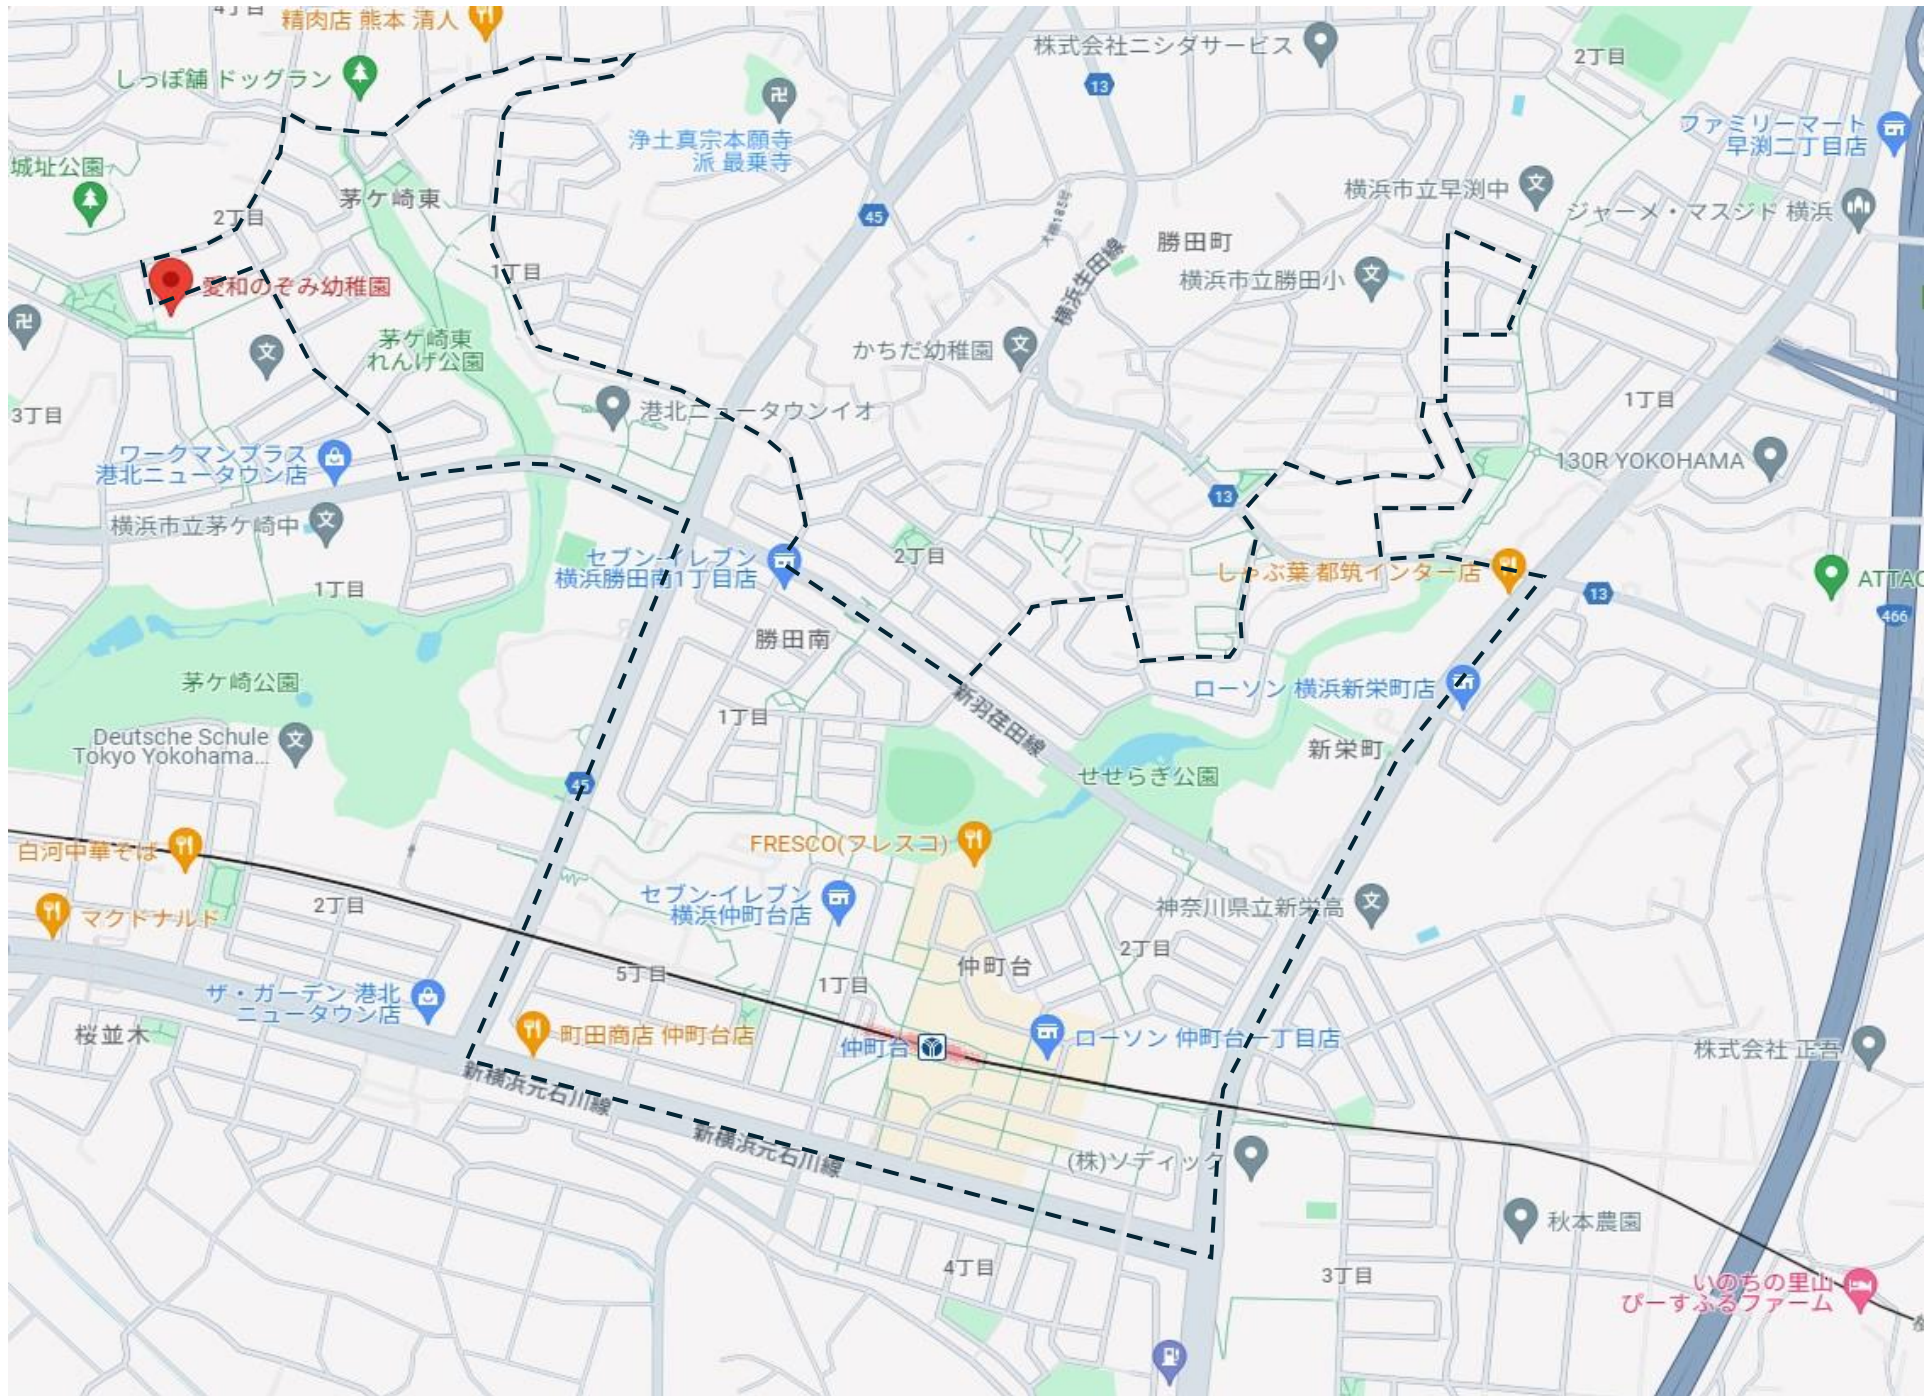 4丁目
精肉店 熊本 清人
しっぽ舗 ドッグラン
株式会社ニシダサービス
2丁目
13
ファミリーマート
早渕二丁目店
浄土真宗本願寺
派 最乗寺
城址公園
茅ケ崎東
2丁目
45
横浜市立早渕中
ジャーメ・マスジド 横浜
勝田町
横浜生田線
横浜市立勝田小
1丁目
愛和のぞみ幼稚園
茅ケ崎東
れんげ公園
かちだ幼稚園
3丁目
港北ニュータウンイオ
1丁目
ワークマンプラス
港北ニュータウン店
130R YOKOHAMA
13
横浜市立茅ケ崎中
セブン-イレブン
横浜勝田南1丁目店
2丁目
しゃぶ葉 都筑インター店
13
ATTAC
466
1丁目
勝田南
茅ケ崎公園
新羽荏田線
ローソン 横浜新栄町店
1丁目
Deutsche Schule
Tokyo Yokohama...
新栄町
せせらぎ公園
45
白河中華そば
FRESCO(フレスコ)
マクドナルド
2丁目
セブン-イレブン
横浜仲町台店
神奈川県立新栄高
2丁目
5丁目
1丁目
仲町台
ザ・ガーデン 港北
ニュータウン店
桜並木
町田商店 仲町台店
仲町台
ローソン 仲町台一丁目店
株式会社 正吾
新横浜元石川線
新横浜元石川線
(株)ソディック
秋本農園
4丁目
3丁目
いのちの里山
ぴーすふるファーム